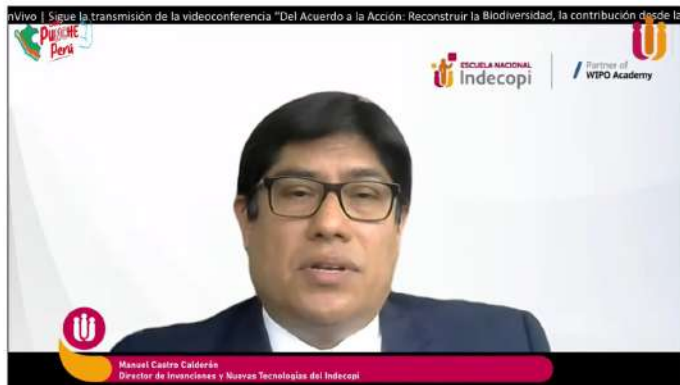 nVivo | Sigue la transmisión de la videoconferencia "Del Acuerdo a la Acción: Reconstruir la Biodiversidad, la contribución desde la
Perú
ESCUELA NACIONAL
Indecopi
Partner of
WIPO Academy
Manuel Castro Calderón
Director de Invenciones y Nuevas Tecnologías del Indecopi